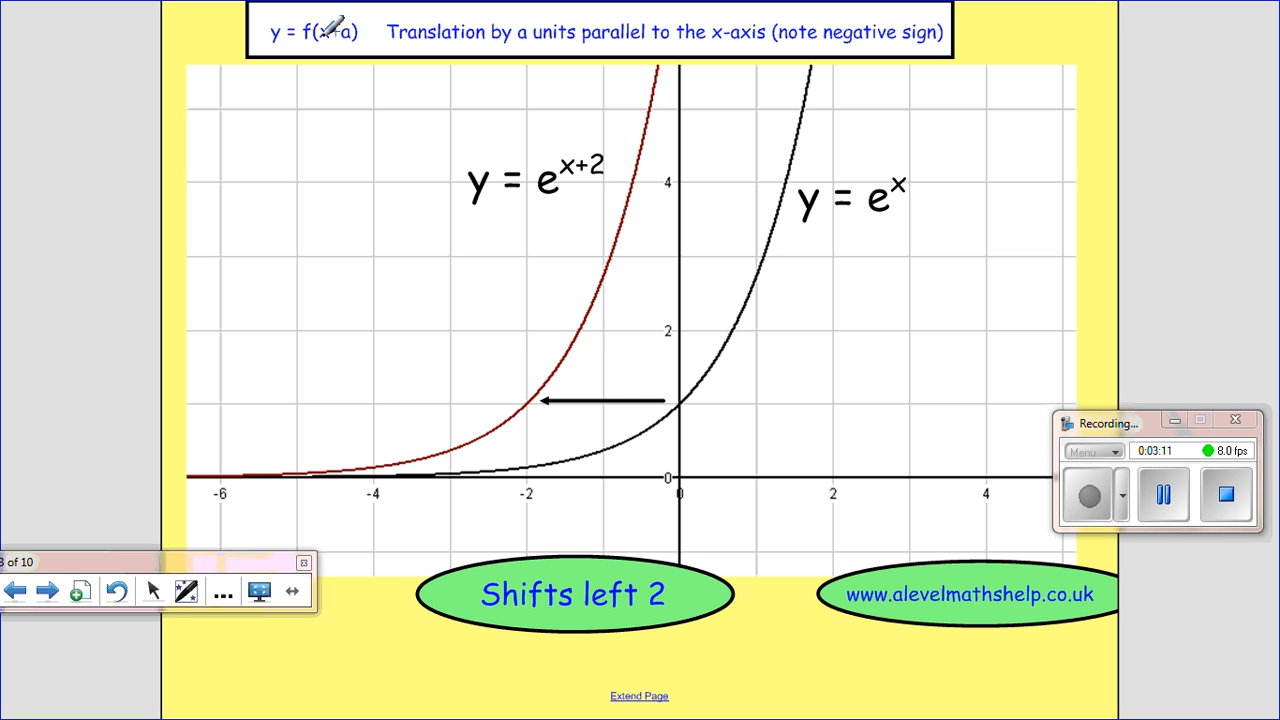 y = f(x+a) Translation by a units parallel to the x-axis (note negative sign)
y = e^{x+2}
y = e^x
4
2
0
-6 -4 -2 0 2 4
Recording...
Menu
0:03:11
8.0 fps
of 10
...
Shifts left 2
www.alevelmathshelp.co.uk
Extend Page